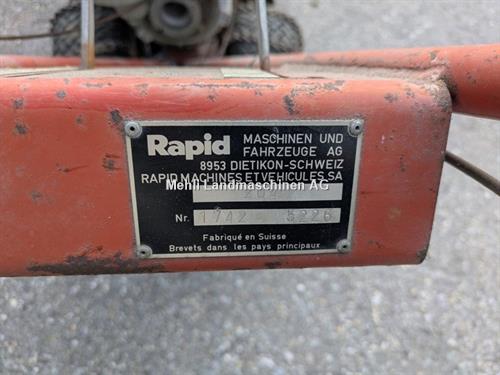 Rapid MASCHINEN UND
FAHRZEUGE AG
8953 DIETIKON-SCHWEIZ
RAPID MACHINES ET VEHICULES SA
Mehli Landmaschinen AG
Nr. 1742 5226
Fabriqué en Suisse
Brevets dans les pays principaux